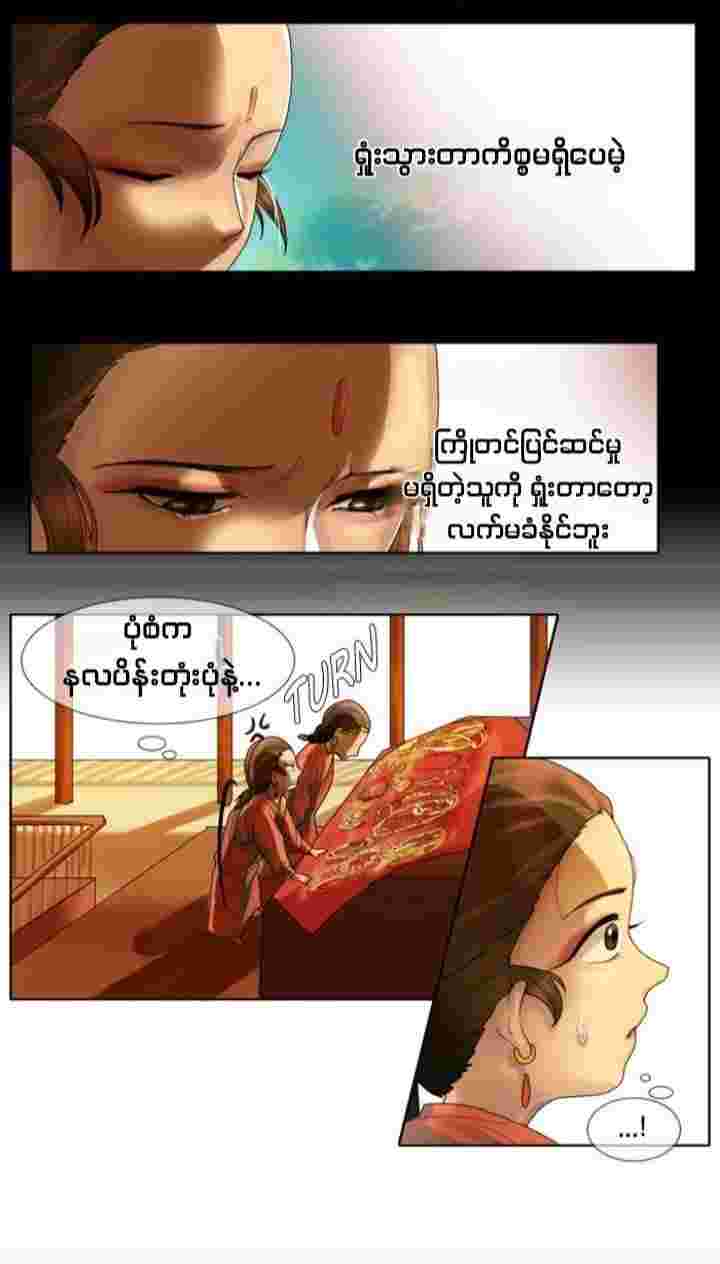 ရှုံးသွားတာကိစ္စမရှိပေမဲ့
ကြိုတင်ပြင်ဆင်မှု
မရှိတဲ့သူကို ရှုံးတာတော့
လက်မခံနိုင်ဘူး
ပုံစံက
နလပိန်းတုံးပုံနဲ့...
TURN
...!